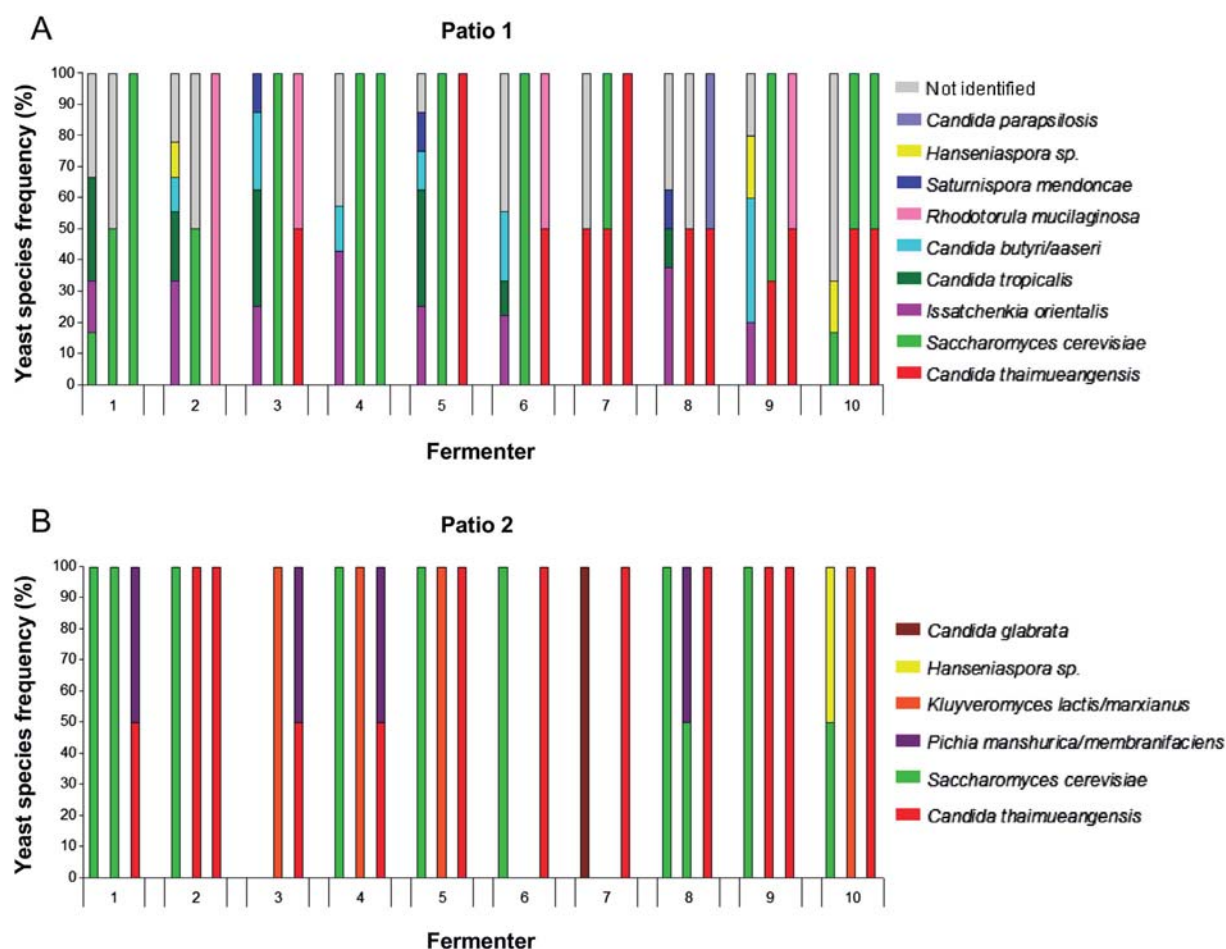 A
Patio 1
Yeast species frequency (%)
100
90
80
70
60
50
40
30
20
10
0
1 2 3 4 5 6 7 8 9 10
Fermenter
Not identified
Candida parapsilosis
Hanseniaspora sp.
Saturnispora mendoncae
Rhodotorula mucilaginosa
Candida butyri/aaseri
Candida tropicalis
Issatchenkia orientalis
Saccharomyces cerevisiae
Candida thaimueangensis
B
Patio 2
Yeast species frequency (%)
100
90
80
70
60
50
40
30
20
10
0
1 2 3 4 5 6 7 8 9 10
Fermenter
Candida glabrata
Hanseniaspora sp.
Kluyveromyces lactis/marxianus
Pichia manshurica/membranifaciens
Saccharomyces cerevisiae
Candida thaimueangensis